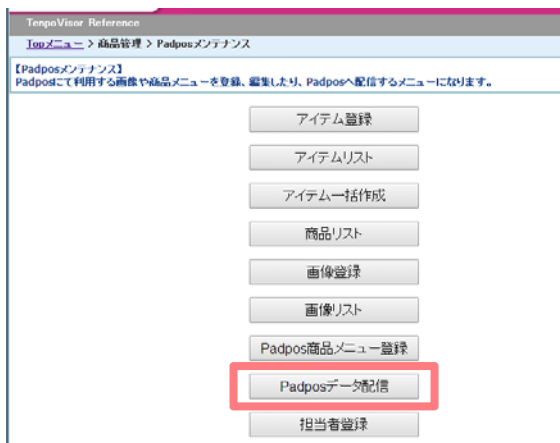 TenpoVisor Reference
Topメニュー > 商品管理 > Padposメンテナンス
【Padposメンテナンス】
Padposにて利用する画像や商品メニューを登録、編集したり、Padposへ配信するメニューになります。
アイテム登録
アイテムリスト
アイテム一括作成
商品リスト
画像登録
画像リスト
Padpos商品メニュー登録
Padposデータ配信
担当者登録